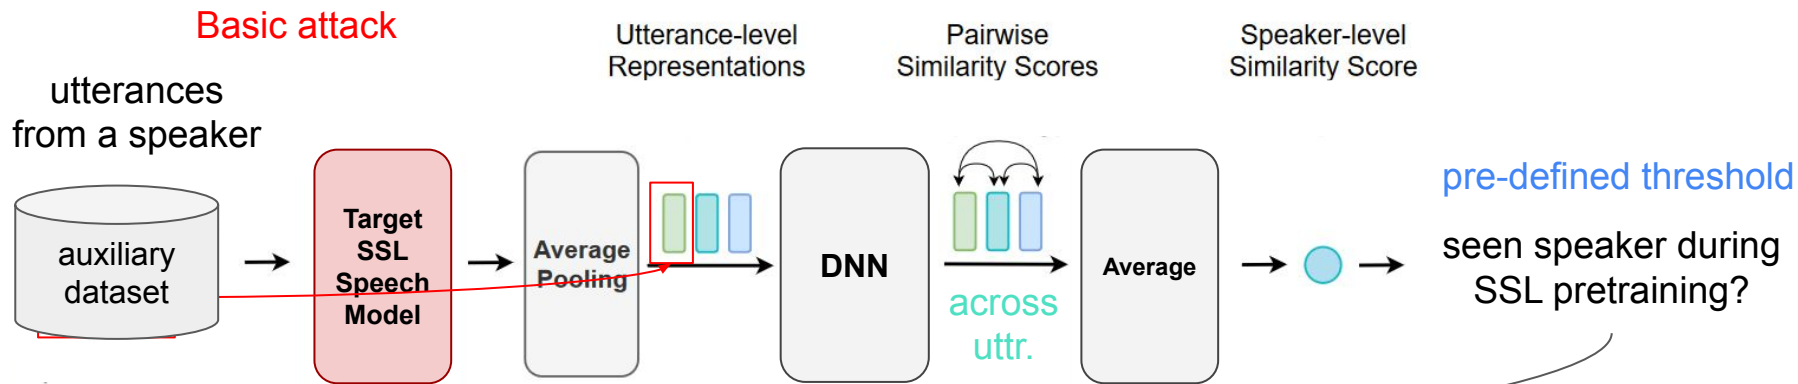 Basic attack
Utterance-level
Representations
Pairwise
Similarity Scores
Speaker-level
Similarity Score
utterances
from a speaker
auxiliary
dataset
Target
SSL
Speech
Model
Average
Pooling
DNN
across
uttr.
Average
pre-defined threshold
seen speaker during
SSL pretraining?